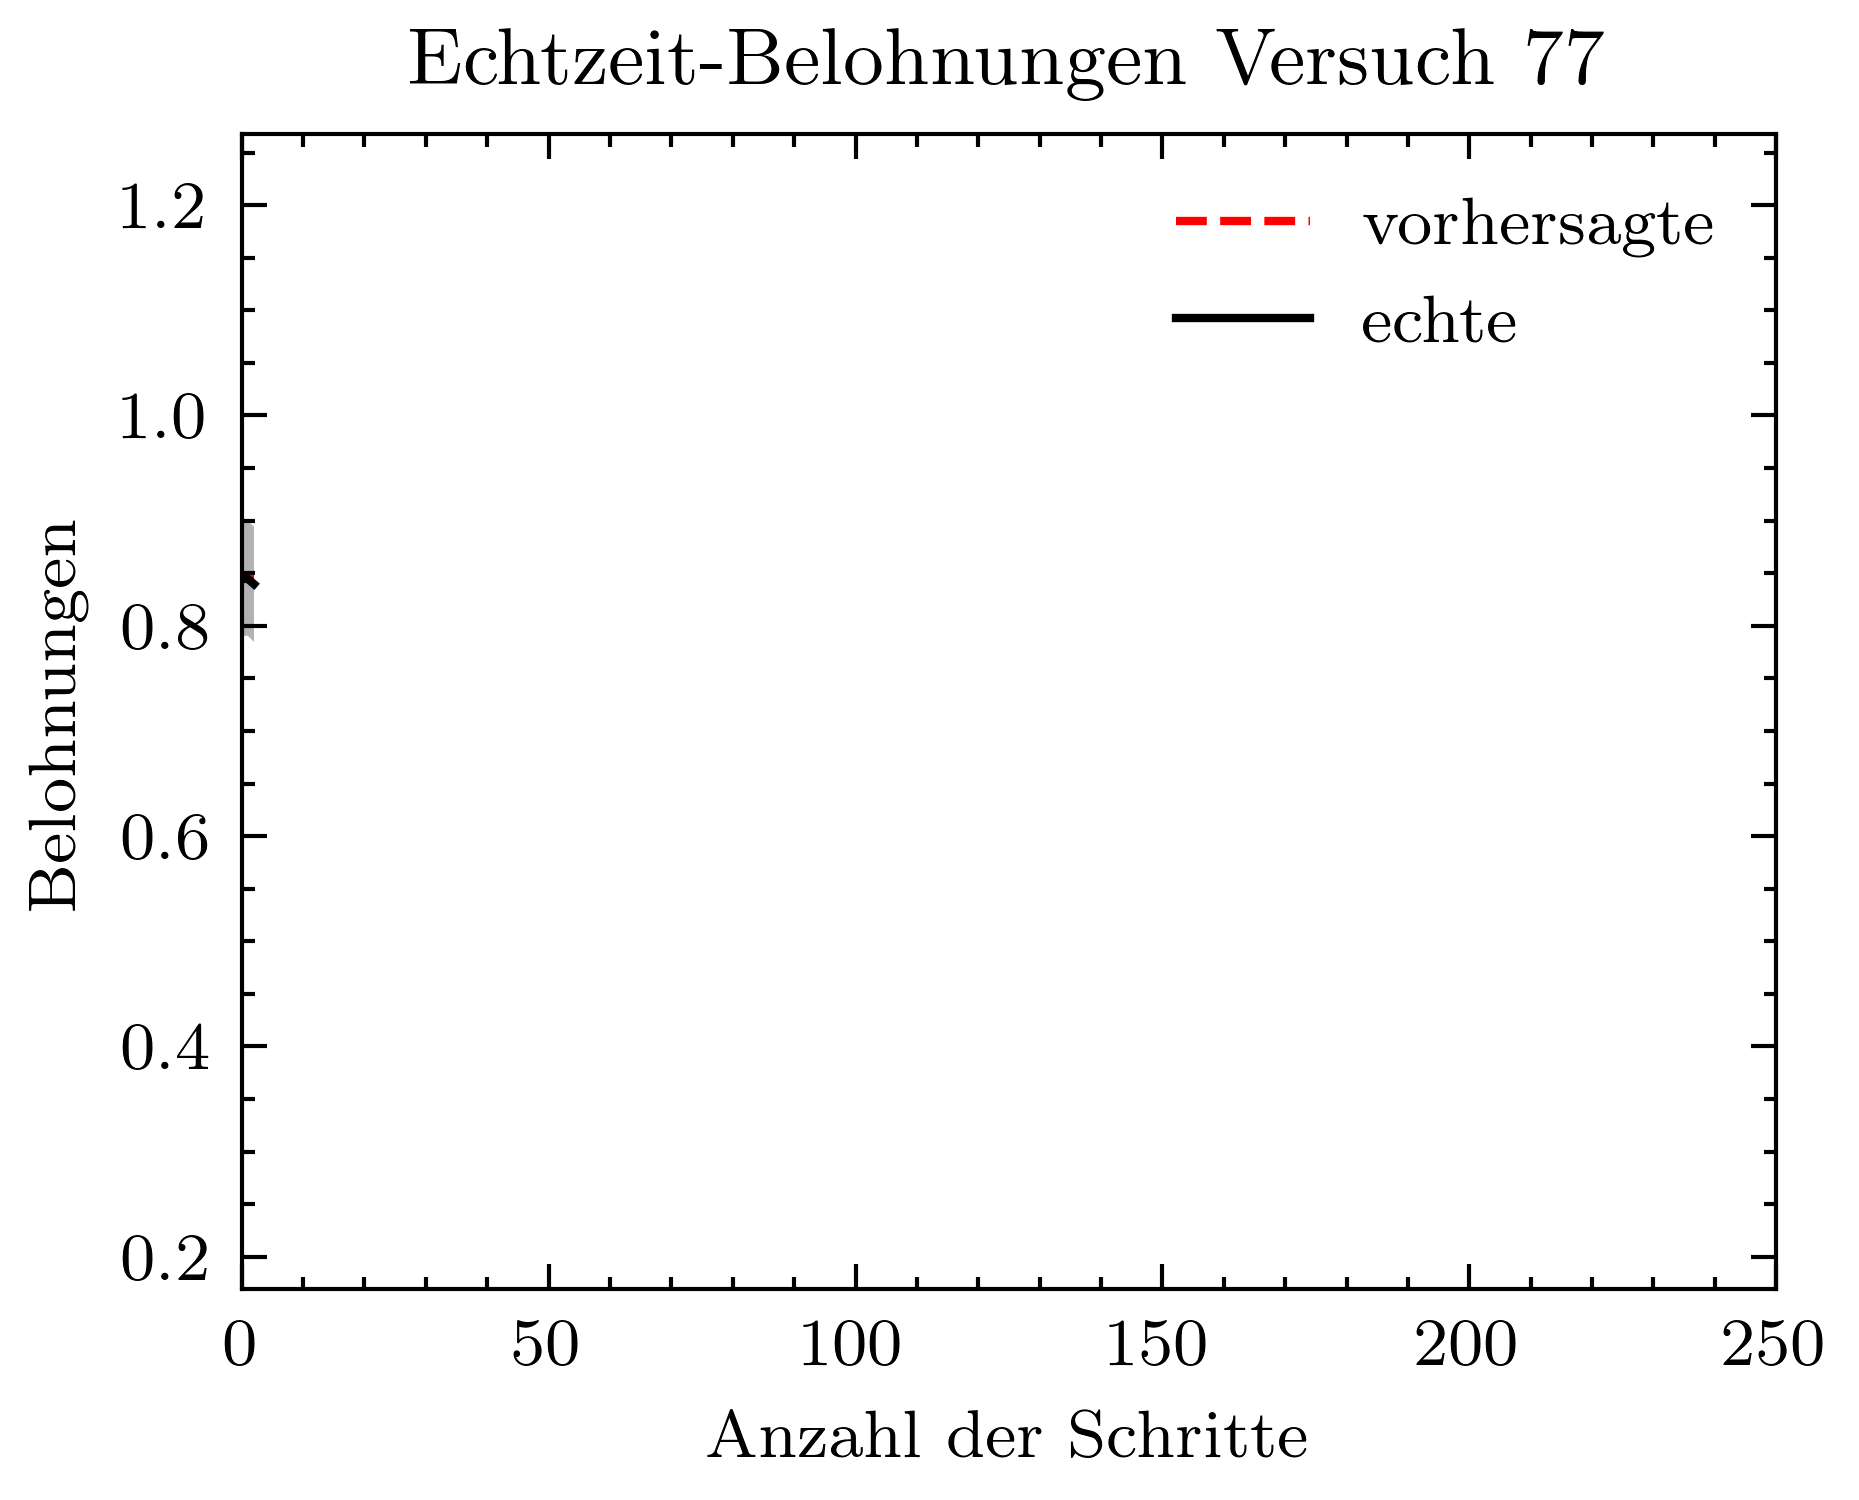 Echtzeit-Belohnungen Versuch 77
vorhersagte
echte
1.2
1.0
0.8
0.6
0.4
0.2
Belohnungen
0 50 100 150 200 250
Anzahl der Schritte